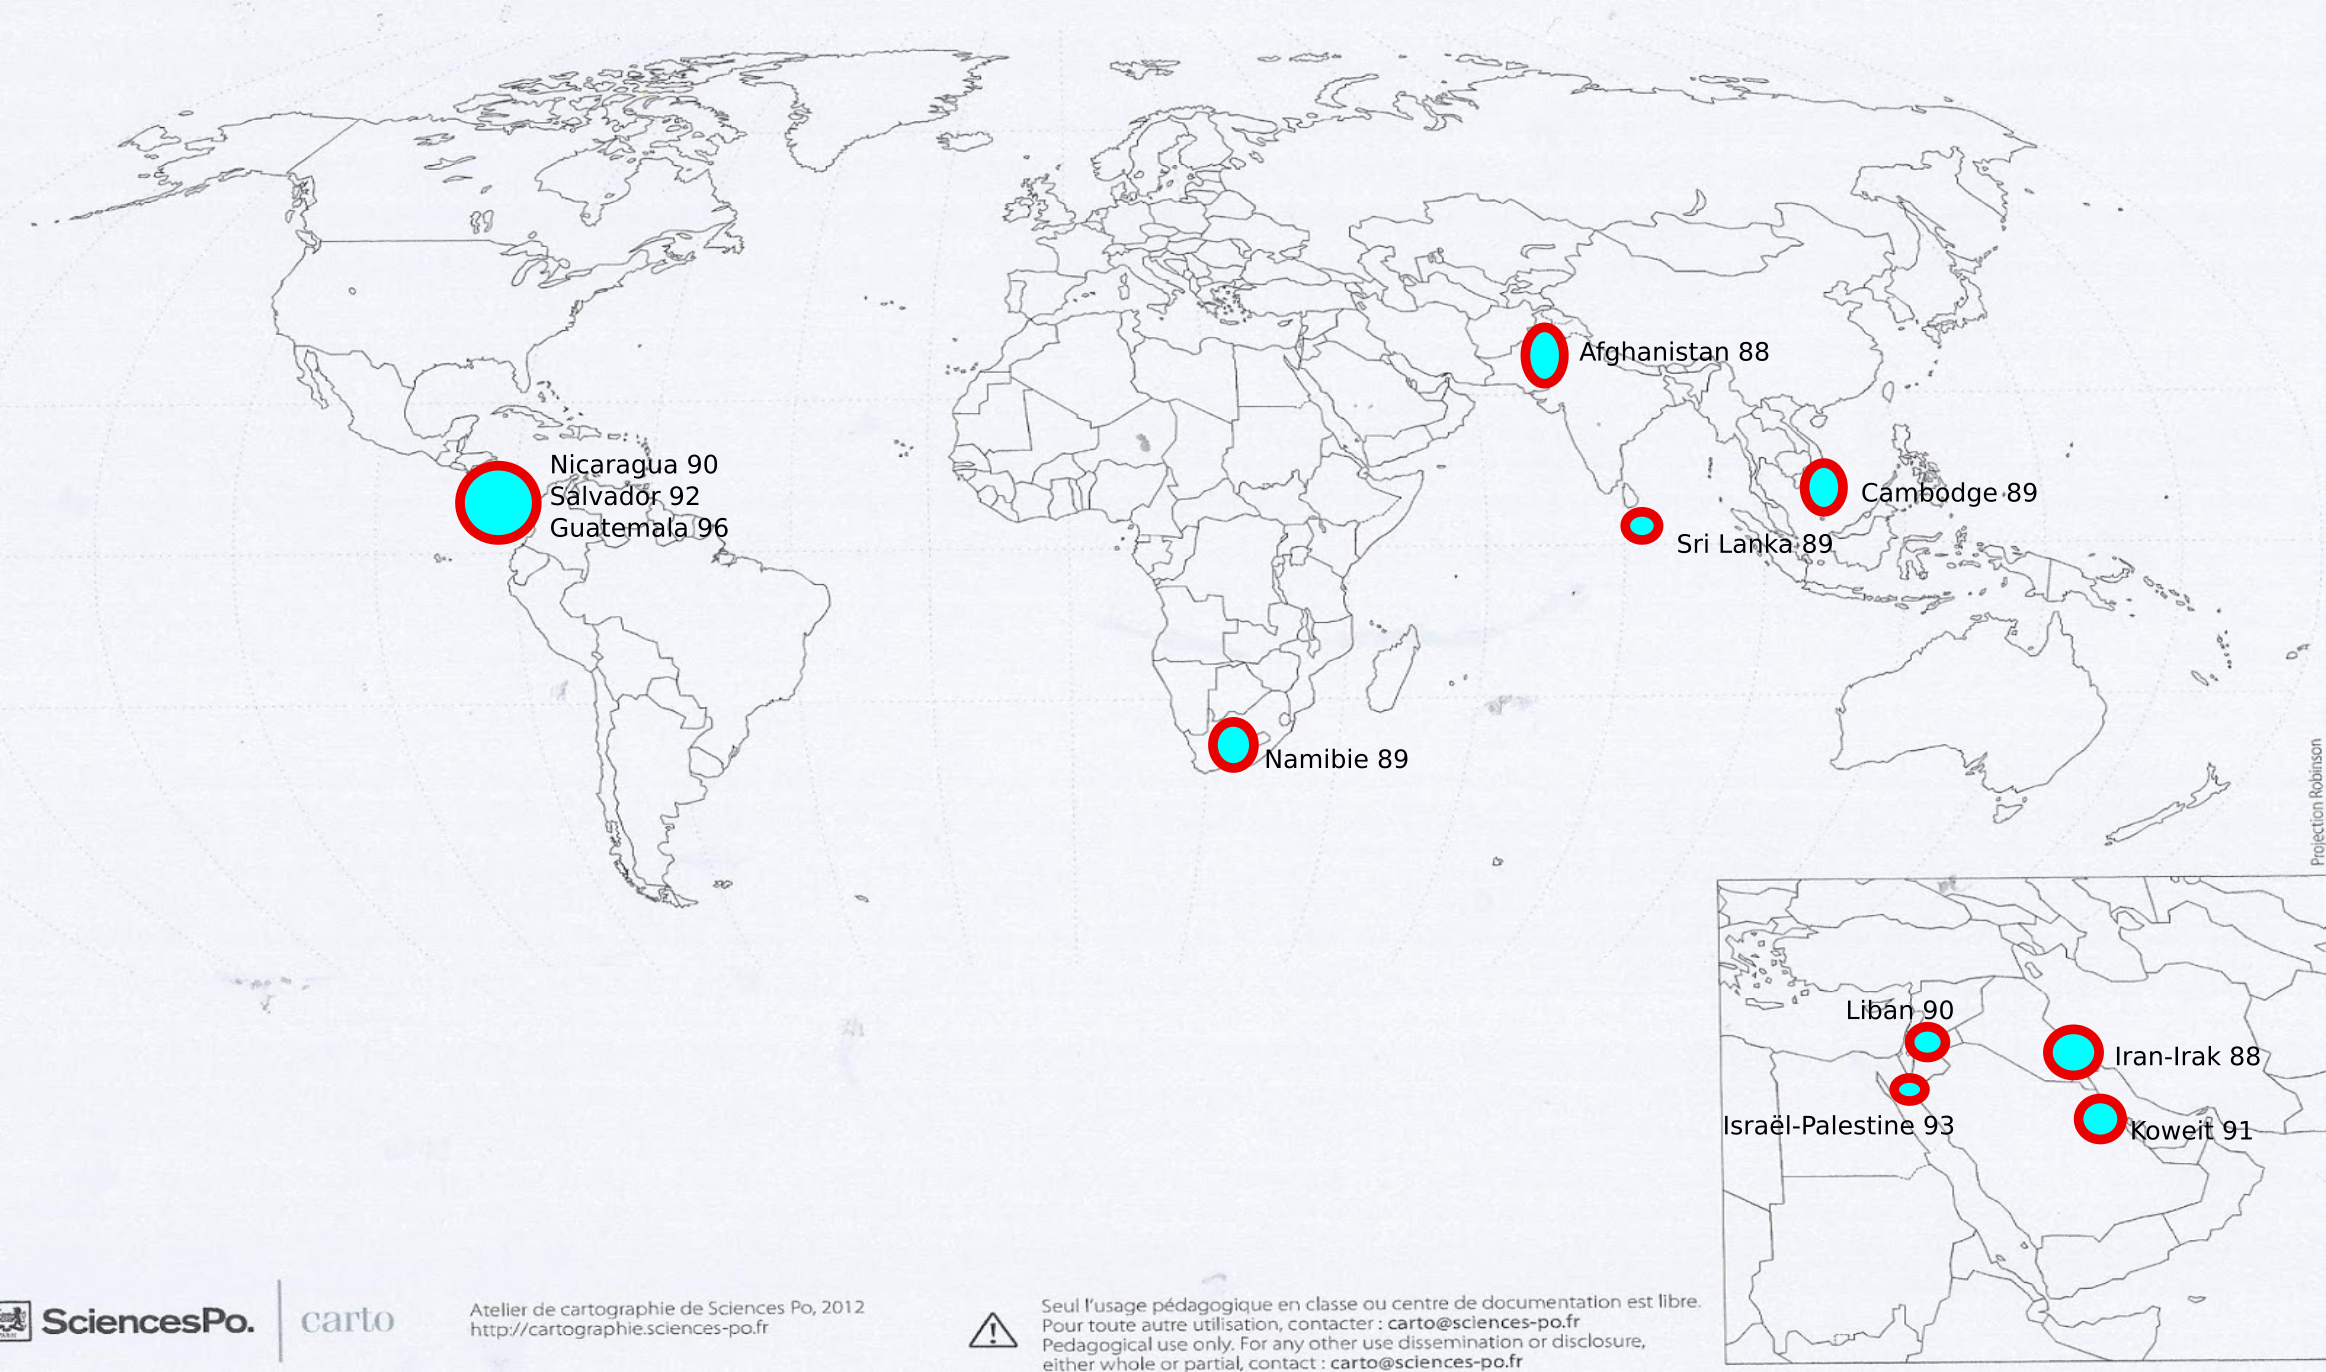 Nicaragua 90
Salvador 92
Guatemala 96
Afghanistan 88
Cambodge 89
Sri Lanka 89
Namibie 89
Projection Robinson
Liban 90
Iran-Irak 88
Israël-Palestine 93
Koweit 91
SciencesPo.
carto
Atelier de cartographie de Sciences Po, 2012
http://cartographie.sciences-po.fr
Seul l'usage pédagogique en classe ou centre de documentation est libre.
Pour toute autre utilisation, contacter : carto@sciences-po.fr
Pedagogical use only. For any other use dissemination or disclosure,
either whole or partial, contact : carto@sciences-po.fr